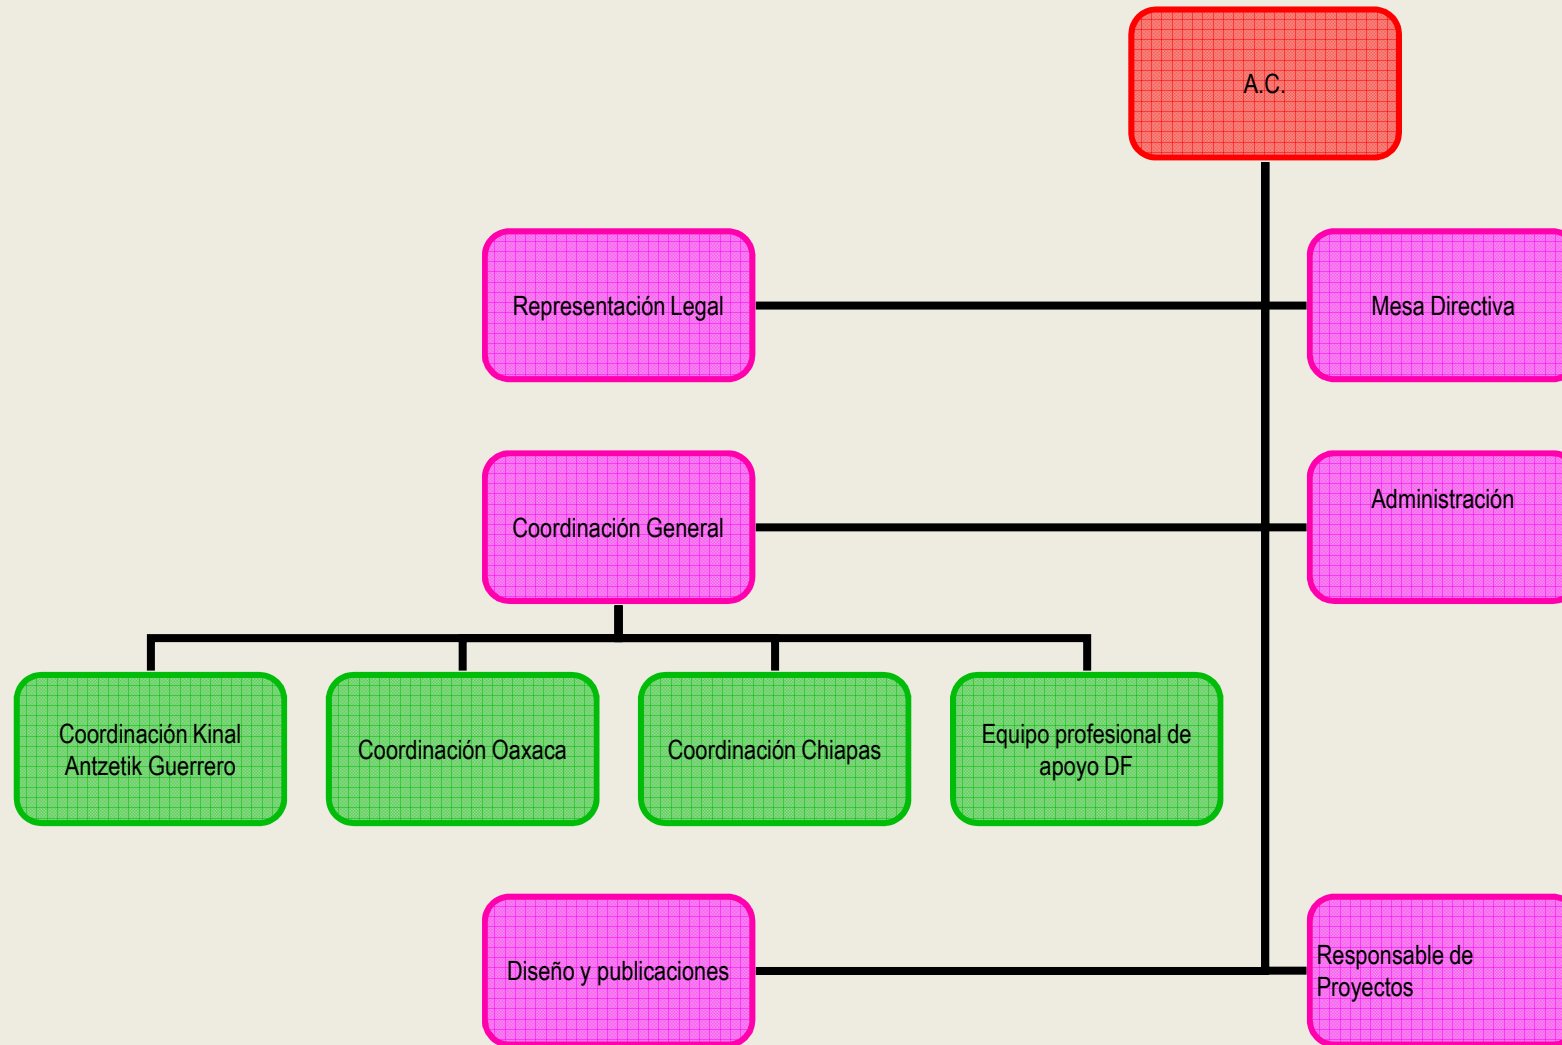 A.C.
Representación Legal
Mesa Directiva
Coordinación General
Administración
Coordinación Kinal
Antzetik Guerrero
Coordinación Oaxaca
Coordinación Chiapas
Equipo profesional de
apoyo DF
Diseño y publicaciones
Responsable de
Proyectos